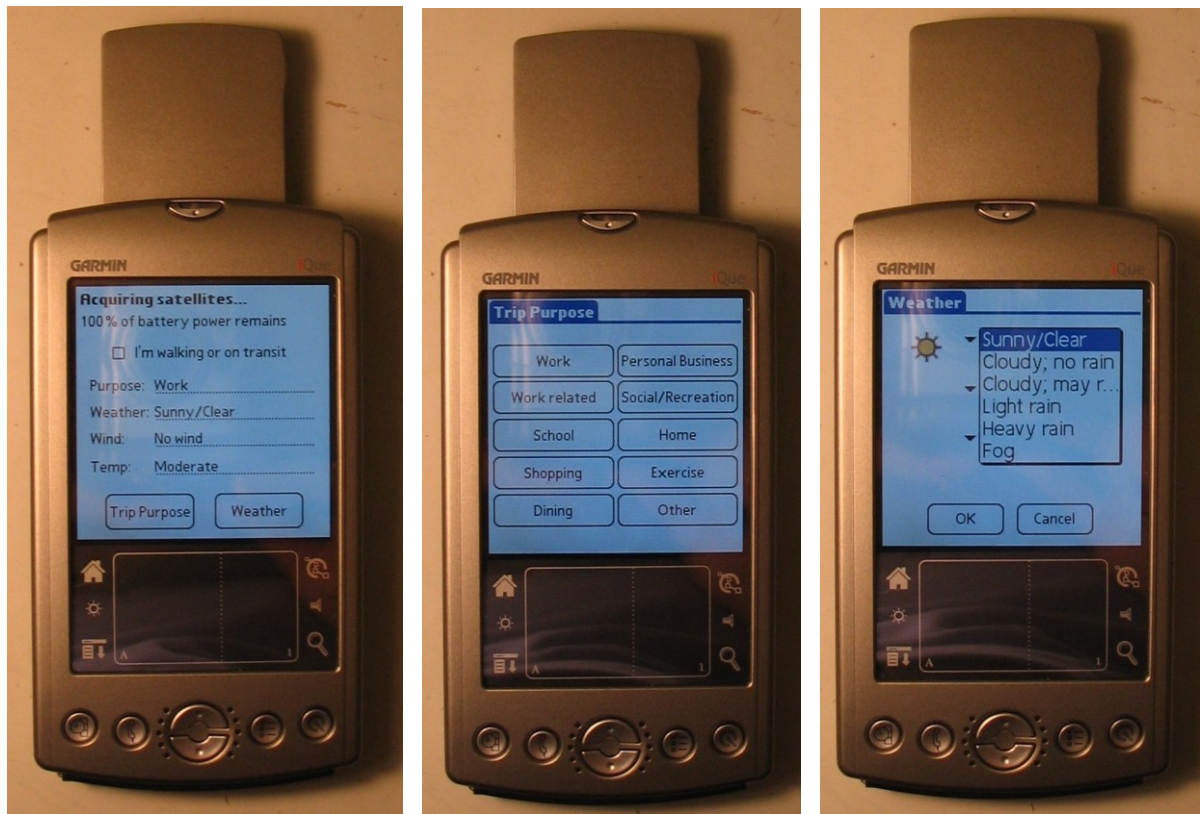 GARMIN iQue
Acquiring satellites...
100% of battery power remains
I'm walking or on transit
Purpose: Work
Weather: Sunny/Clear
Wind: No wind
Temp: Moderate
Trip Purpose Weather
A 1
GARMIN iQue
Trip Purpose
Work Personal Business
Work related Social/Recreation
School Home
Shopping Exercise
Dining Other
A 1
GARMIN iQue
Weather
Sunny/Clear
Cloudy; no rain
Cloudy; may r...
Light rain
Heavy rain
Fog
OK Cancel
A 1